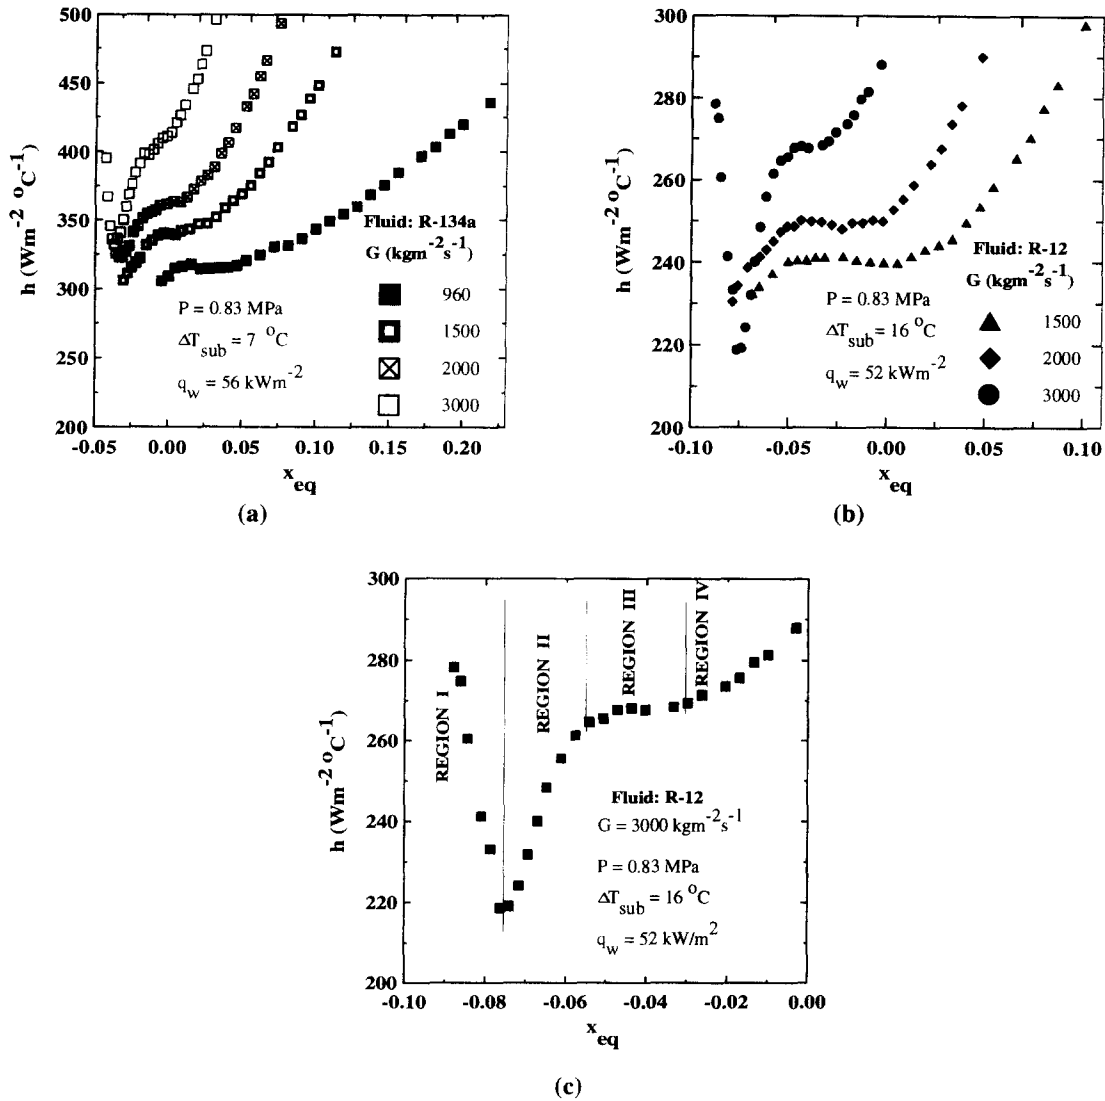 500
450
400
350
300
250
200
h (Wm-2 oC-1)
Fluid: R-134a
G (kgm-2s-1)
960
1500
2000
3000
P = 0.83 MPa
ΔTsub = 7 oC
qw = 56 kWm-2
-0.05 0.00 0.05 0.10 0.15 0.20
xeq
(a)
300
280
260
240
220
200
h (Wm-2 oC-1)
Fluid: R-12
G (kgm-2s-1)
1500
2000
3000
P = 0.83 MPa
ΔTsub = 16 oC
qw = 52 kWm-2
-0.10 -0.05 0.00 0.05 0.10
xeq
(b)
300
280
260
240
220
200
h (Wm-2 oC-1)
REGION I
REGION II
REGION III
REGION IV
Fluid: R-12
G = 3000 kgm-2s-1
P = 0.83 MPa
ΔTsub = 16 oC
qw = 52 kW/m2
-0.10 -0.08 -0.06 -0.04 -0.02 0.00
xeq
(c)